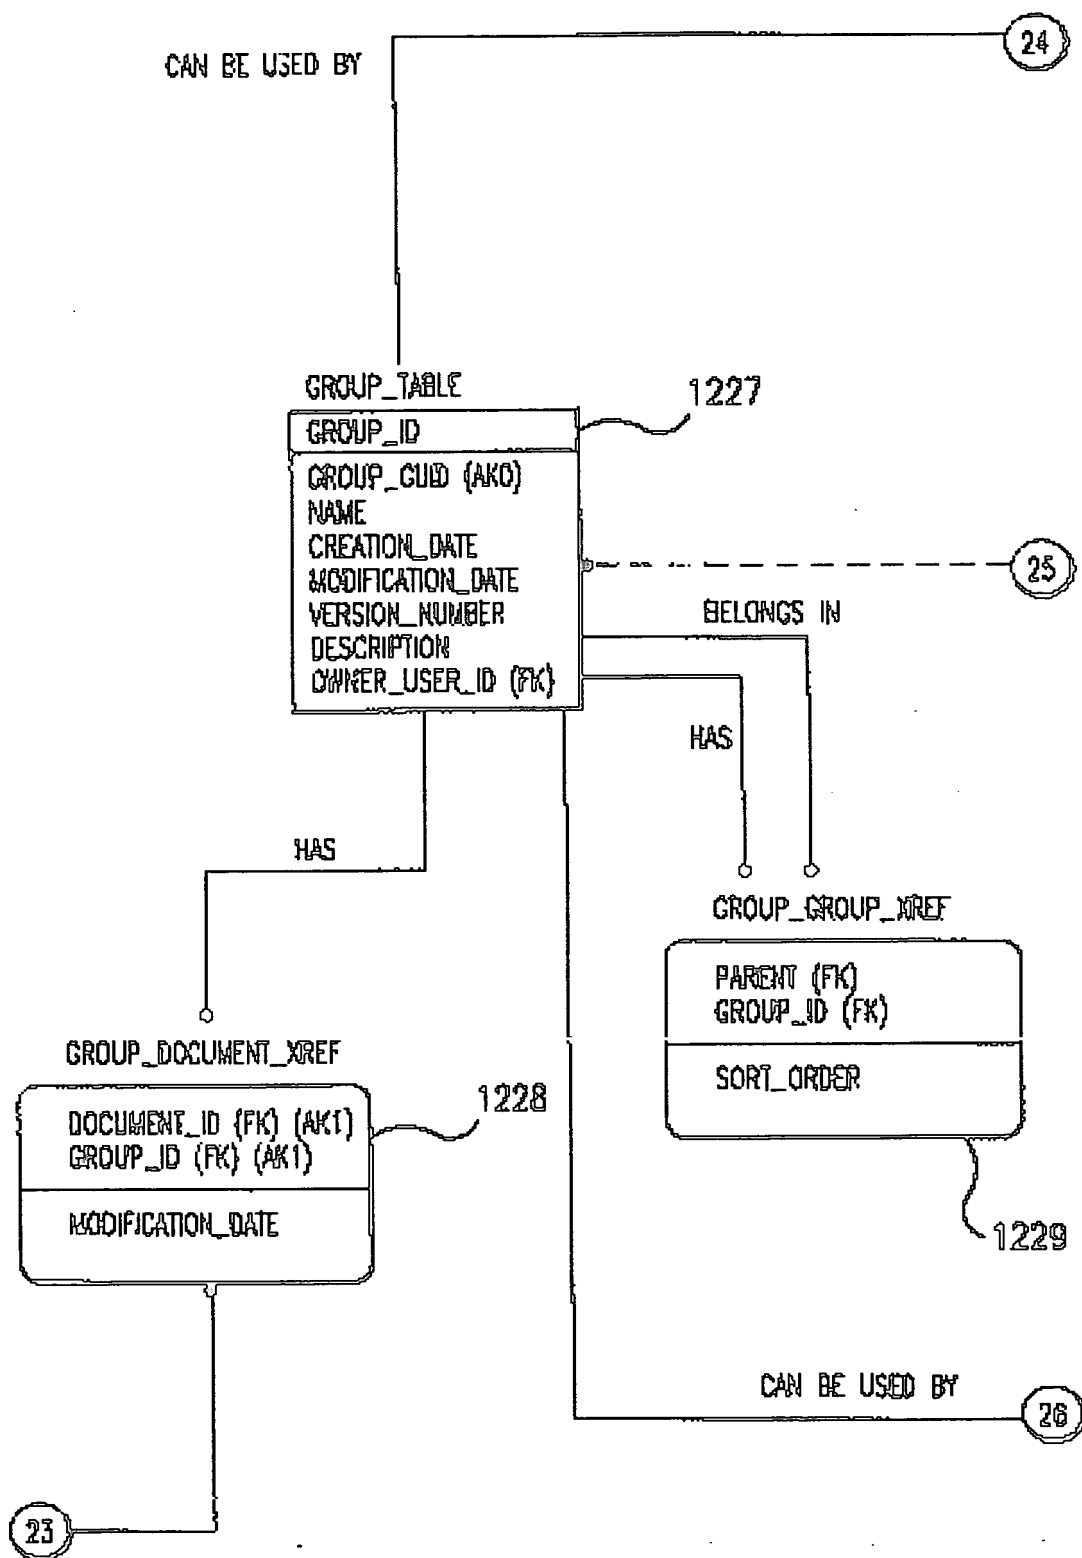 24
CAN BE USED BY
GROUP_TABLE
1227
GROUP_ID
GROUP_GUID (AK0)
NAME
CREATION_DATE
MODIFICATION_DATE
VERSION_NUMBER
DESCRIPTION
OWNER_USER_ID (FK)
25
BELONGS IN
HAS
HAS
GROUP_GROUP_XREF
PARENT (FK)
GROUP_ID (FK)
SORT_ORDER
GROUP_DOCUMENT_XREF
1228
DOCUMENT_ID (FK) (AK1)
GROUP_ID (FK) (AK1)
MODIFICATION_DATE
1229
CAN BE USED BY
26
23